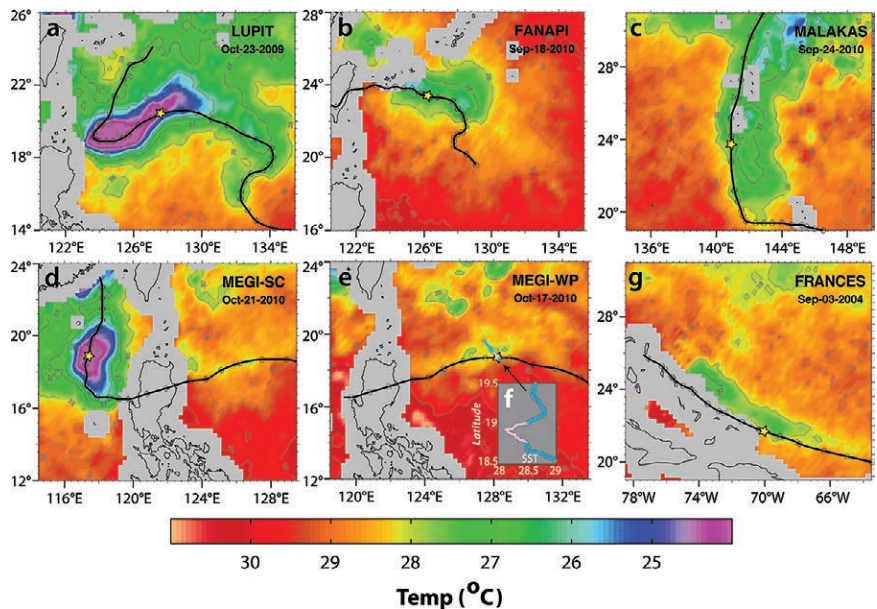 a LUPIT
Oct-23-2009
b FANAPI
Sep-18-2010
c MALAKAS
Sep-24-2010
26°
22°
18°
14°
122°E 126°E 130°E 134°E
28°
24°
20°
16°
122°E 126°E 130°E
28°
24°
20°
136°E 140°E 144°E 148°E
d MEGI-SC
Oct-21-2010
e MEGI-WP
Oct-17-2010
g FRANCES
Sep-03-2004
24°
20°
16°
12°
116°E 120°E 124°E 128°E
24°
20°
16°
12°
120°E 124°E 128°E 132°E
f
19.5
19
18.5
Latitude
SST
28 28.5 29
28°
24°
20°
78°W 74°W 70°W 66°W
30 29 28 27 26 25
Temp (°C)